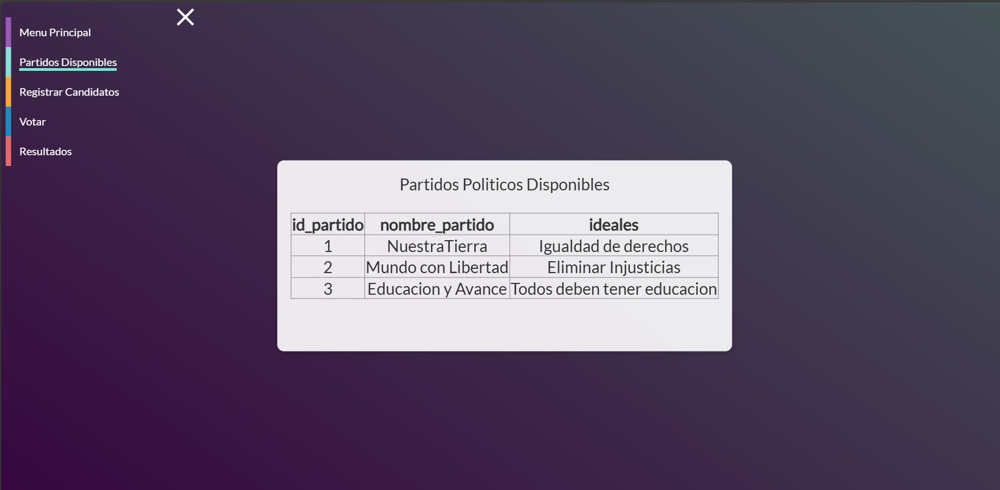 Menu Principal
Partidos Disponibles
Registrar Candidatos
Votar
Resultados
Partidos Politicos Disponibles
id_partido nombre_partido ideales
1 NuestraTierra Igualdad de derechos
2 Mundo con Libertad Eliminar Injusticias
3 Educacion y Avance Todos deben tener educacion